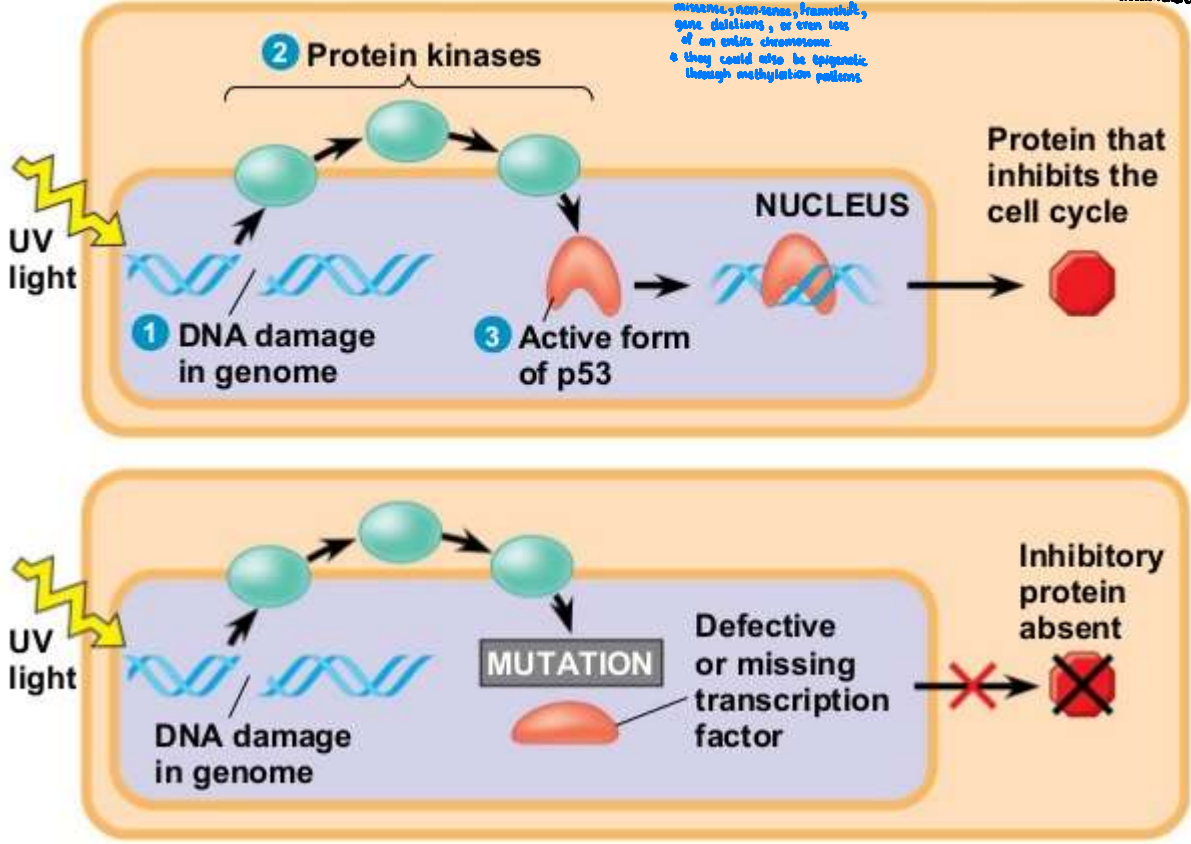 missense, non-sense, frameshift,
gene deletions, or even loss
of an entire chromosome.
* they could also be epigenetic
through methylation patterns.
2 Protein kinases
Protein that
inhibits the
cell cycle
NUCLEUS
UV
light
1 DNA damage
in genome
3 Active form
of p53
Inhibitory
protein
absent
UV
light
MUTATION
Defective
or missing
transcription
factor
DNA damage
in genome